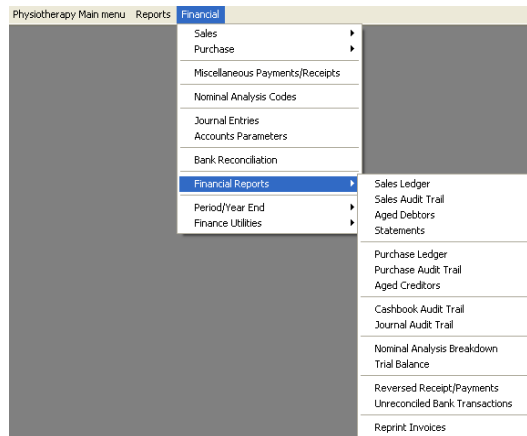 Physiotherapy Main menu Reports Financial
Sales
Purchase
Miscellaneous Payments/Receipts
Nominal Analysis Codes
Journal Entries
Accounts Parameters
Bank Reconciliation
Financial Reports
Period/Year End
Finance Utilities
Sales Ledger
Sales Audit Trail
Aged Debtors
Statements
Purchase Ledger
Purchase Audit Trail
Aged Creditors
Cashbook Audit Trail
Journal Audit Trail
Nominal Analysis Breakdown
Trial Balance
Reversed Receipt/Payments
Unreconciled Bank Transactions
Reprint Invoices